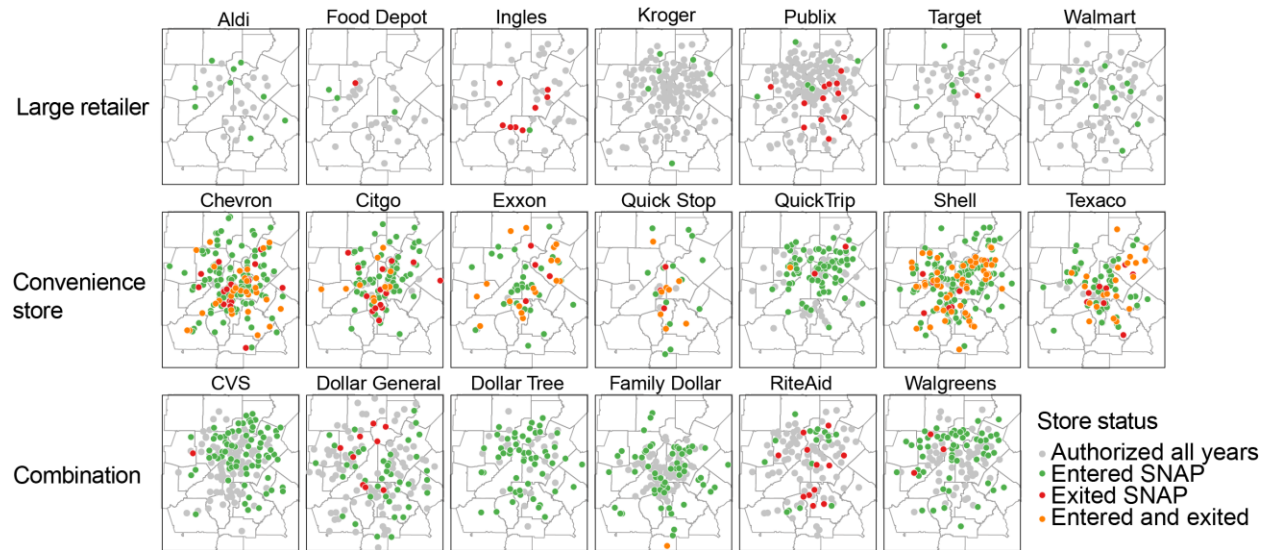 Aldi Food Depot Ingles Kroger Publix Target Walmart
Large retailer
Chevron Citgo Exxon Quick Stop QuickTrip Shell Texaco
Convenience
store
CVS Dollar General Dollar Tree Family Dollar RiteAid Walgreens
Combination
Store status
Authorized all years
Entered SNAP
Exited SNAP
Entered and exited